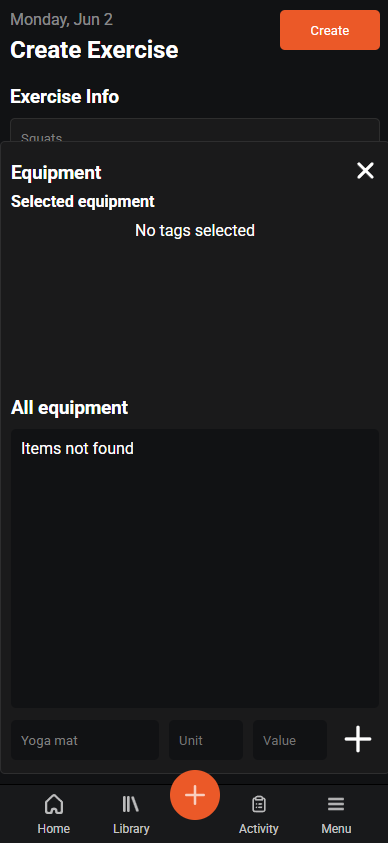 Monday, Jun 2
Create
Create Exercise
Exercise Info
Squats
Equipment
Selected equipment
No tags selected
All equipment
Items not found
Yoga mat
Unit
Value
Home
Library
Activity
Menu